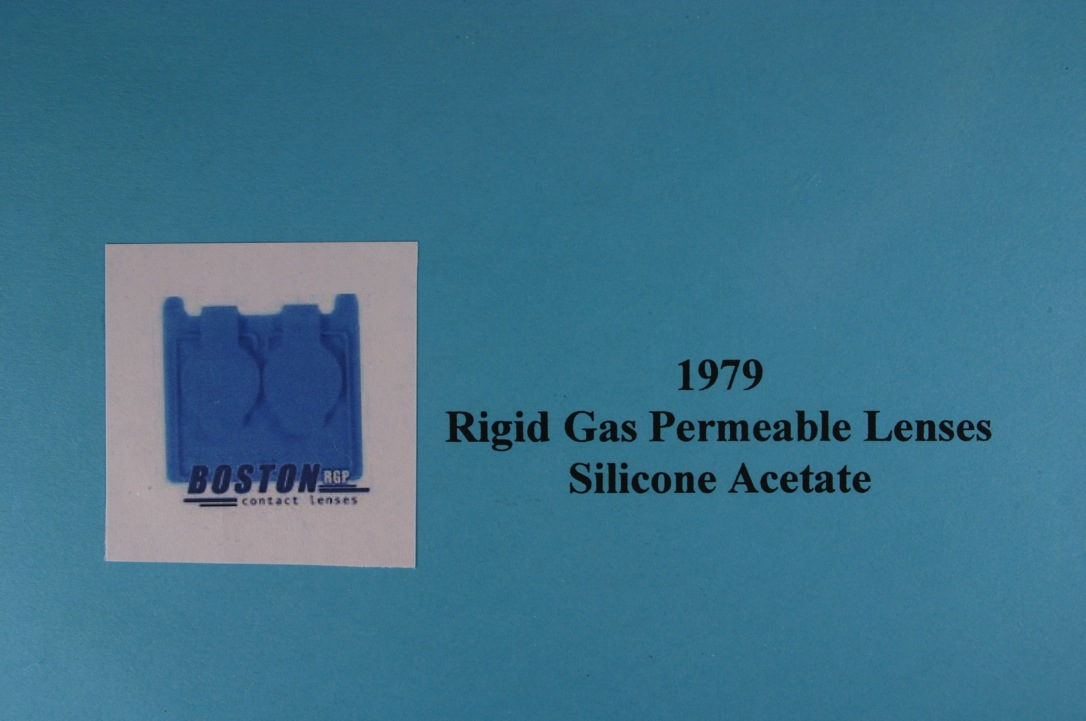 1979
Rigid Gas Permeable Lenses
Silicone Acetate
BOSTON RGP
contact lenses